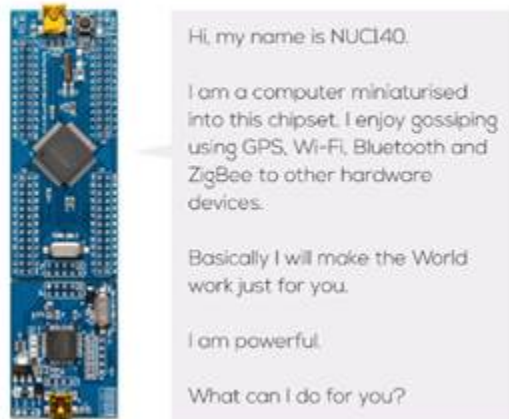 Hi, my name is NUC140.
I am a computer miniaturised
into this chipset. I enjoy gossiping
using GPS, Wi-Fi, Bluetooth and
ZigBee to other hardware
devices.
Basically I will make the World
work just for you.
I am powerful.
What can I do for you?